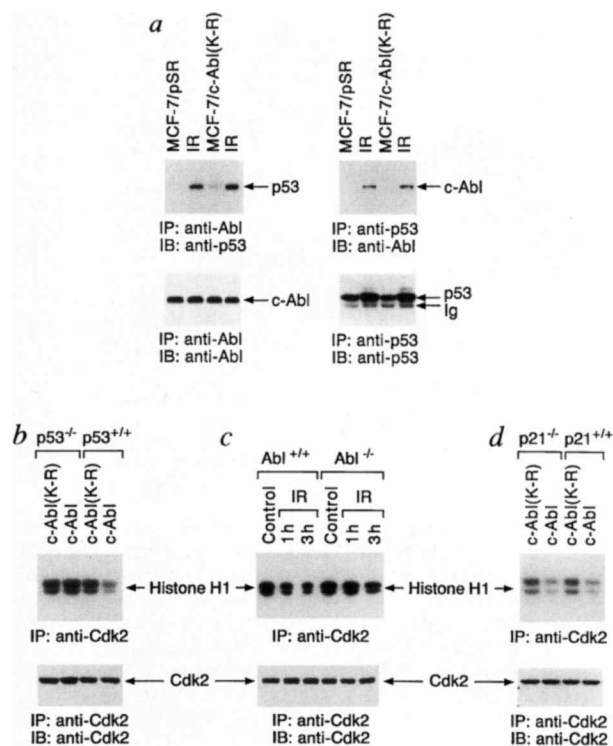 a
MCF-7/pSR
IR
MCF-7/c-Abl(K-R)
IR
p53
IP: anti-Abl
IB: anti-p53
MCF-7/pSR
IR
MCF-7/c-Abl(K-R)
IR
c-Abl
IP: anti-p53
IB: anti-Abl
c-Abl
IP: anti-Abl
IB: anti-Abl
p53
Ig
IP: anti-p53
IB: anti-p53
b
p53-/- p53+/+
c-Abl(K-R)
c-Abl
c-Abl(K-R)
c-Abl
IP: anti-Cdk2
IP: anti-Cdk2
IB: anti-Cdk2
c
Abl +/+ Abl -/-
Control
IR
1h
3h
Control
IR
1h
3h
Histone H1
Histone H1
IP: anti-Cdk2
Cdk2
Cdk2
IP: anti-Cdk2
IB: anti-Cdk2
d
p21-/- p21+/+
c-Abl(K-R)
c-Abl
c-Abl(K-R)
c-Abl
IP: anti-Cdk2
IP: anti-Cdk2
IB: anti-Cdk2